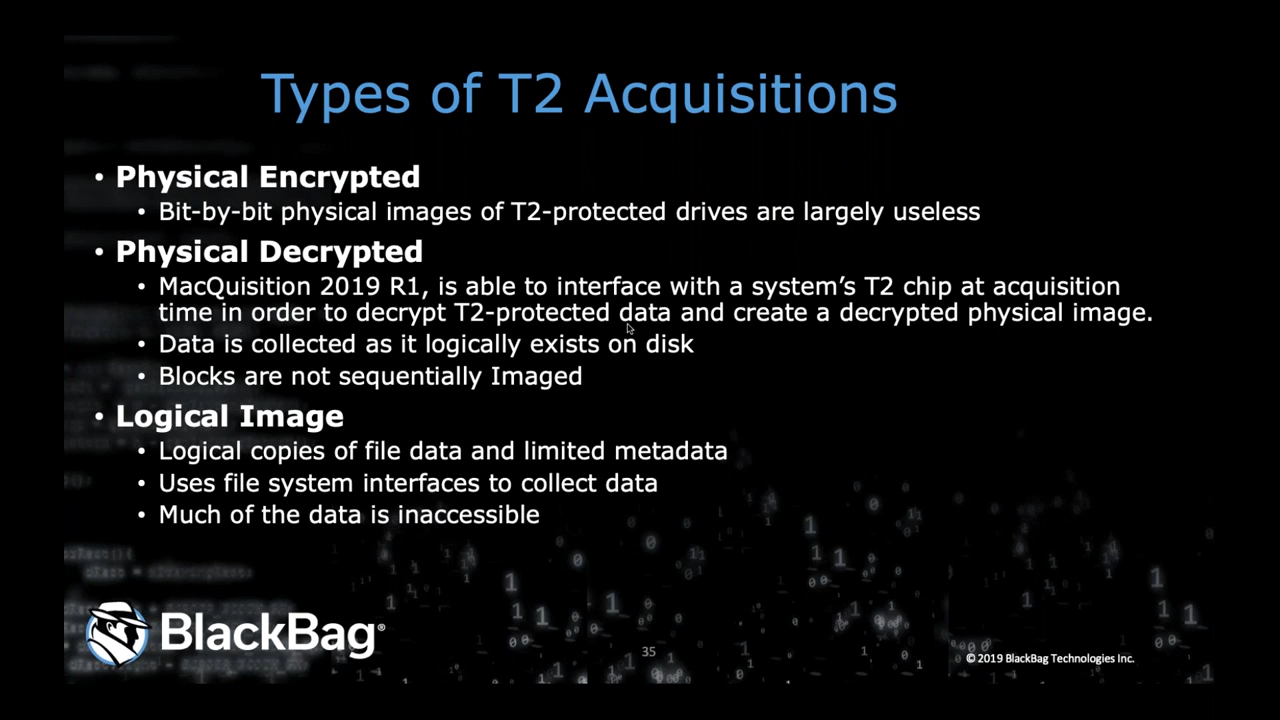 Types of T2 Acquisitions
• Physical Encrypted
• Bit-by-bit physical images of T2-protected drives are largely useless
• Physical Decrypted
• MacQuisition 2019 R1, is able to interface with a system's T2 chip at acquisition
time in order to decrypt T2-protected data and create a decrypted physical image.
• Data is collected as it logically exists on disk
• Blocks are not sequentially Imaged
• Logical Image
• Logical copies of file data and limited metadata
• Uses file system interfaces to collect data
• Much of the data is inaccessible
BlackBag®
35
© 2019 BlackBag Technologies Inc.